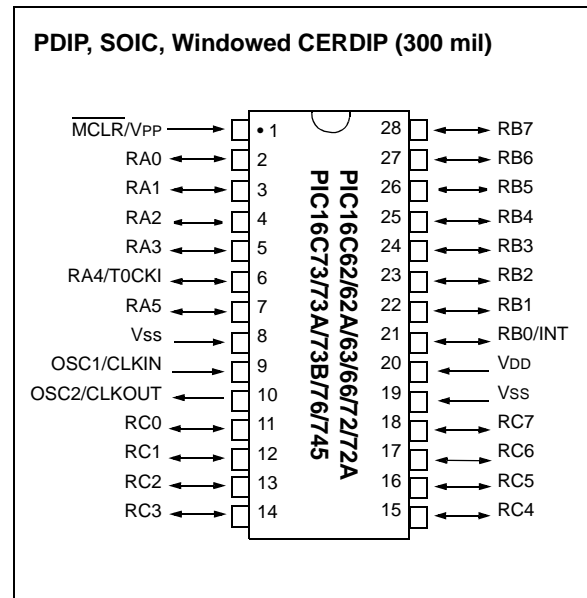 PDIP, SOIC, Windowed CERDIP (300 mil)
MCLR/VPP • 1 28 RB7
RA0 2 27 RB6
RA1 3 26 RB5
RA2 4 25 RB4
RA3 5 24 RB3
RA4/T0CKI 6 23 RB2
RA5 7 22 RB1
VSS 8 21 RB0/INT
OSC1/CLKIN 9 20 VDD
OSC2/CLKOUT 10 19 VSS
RC0 11 18 RC7
RC1 12 17 RC6
RC2 13 16 RC5
RC3 14 15 RC4
PIC16C62/62A/63/66/72/72A
PIC16C73/73A/73B/76/745